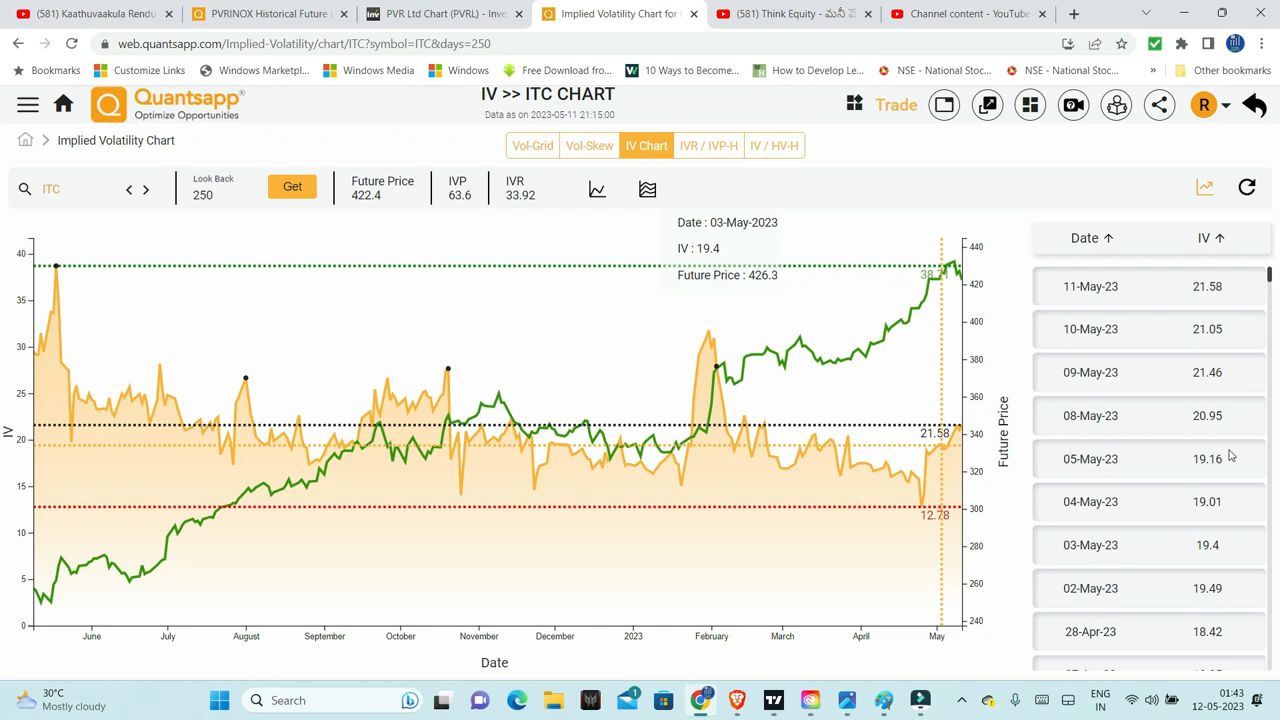 (581) Kaathuvaakula Rendu
PVRINOX Historical Future
PVR Ltd Chart (PVRL) - Inve
Implied Volatility Chart for
(581) Think Equity -
Channel content - YouTube
web.quantsapp.com/Implied-Volatility/chart/ITC?symbol=ITC&days=250
Bookmarks
Customize Links
Windows Marketpl...
Windows Media
Windows
Free Download from...
10 Ways to Become...
How to Develop Le...
NSE - National Stoc...
NSE - National Stoc...
»
Other bookmarks
Quantsapp
Optimize Opportunities
IV >> ITC CHART
Data as on 2023-05-11 21:15:00
Trade
R
Implied Volatility Chart
Vol-Grid
Vol-Skew
IV Chart
IVR / IVP-H
IV / HV-H
ITC
Look Back
250
Get
Future Price
422.4
IVP
63.6
IVR
33.92
Date : 03-May-2023
IV : 19.4
Future Price : 426.3
40
35
30
25
20
15
10
5
0
IV
21.58
12.78
440
420
400
380
360
340
320
300
280
260
240
Future Price
June
July
August
September
October
November
December
2023
February
March
April
May
Date
Date ↑ IV ↑
11-May-23 21.58
10-May-23 21.05
09-May-23 21.46
08-May-23 20.95
05-May-23 19.16
04-May-23 19.01
03-May-23 19.4
02-May-23 19.49
28-Apr-23 18.42
30°C
Mostly cloudy
Search
1
ENG
IN
01:43
12-05-2023